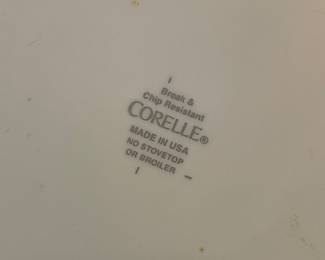 Break &
Chip Resistant
CORELLE®
MADE IN USA
NO STOVETOP
OR BROILER